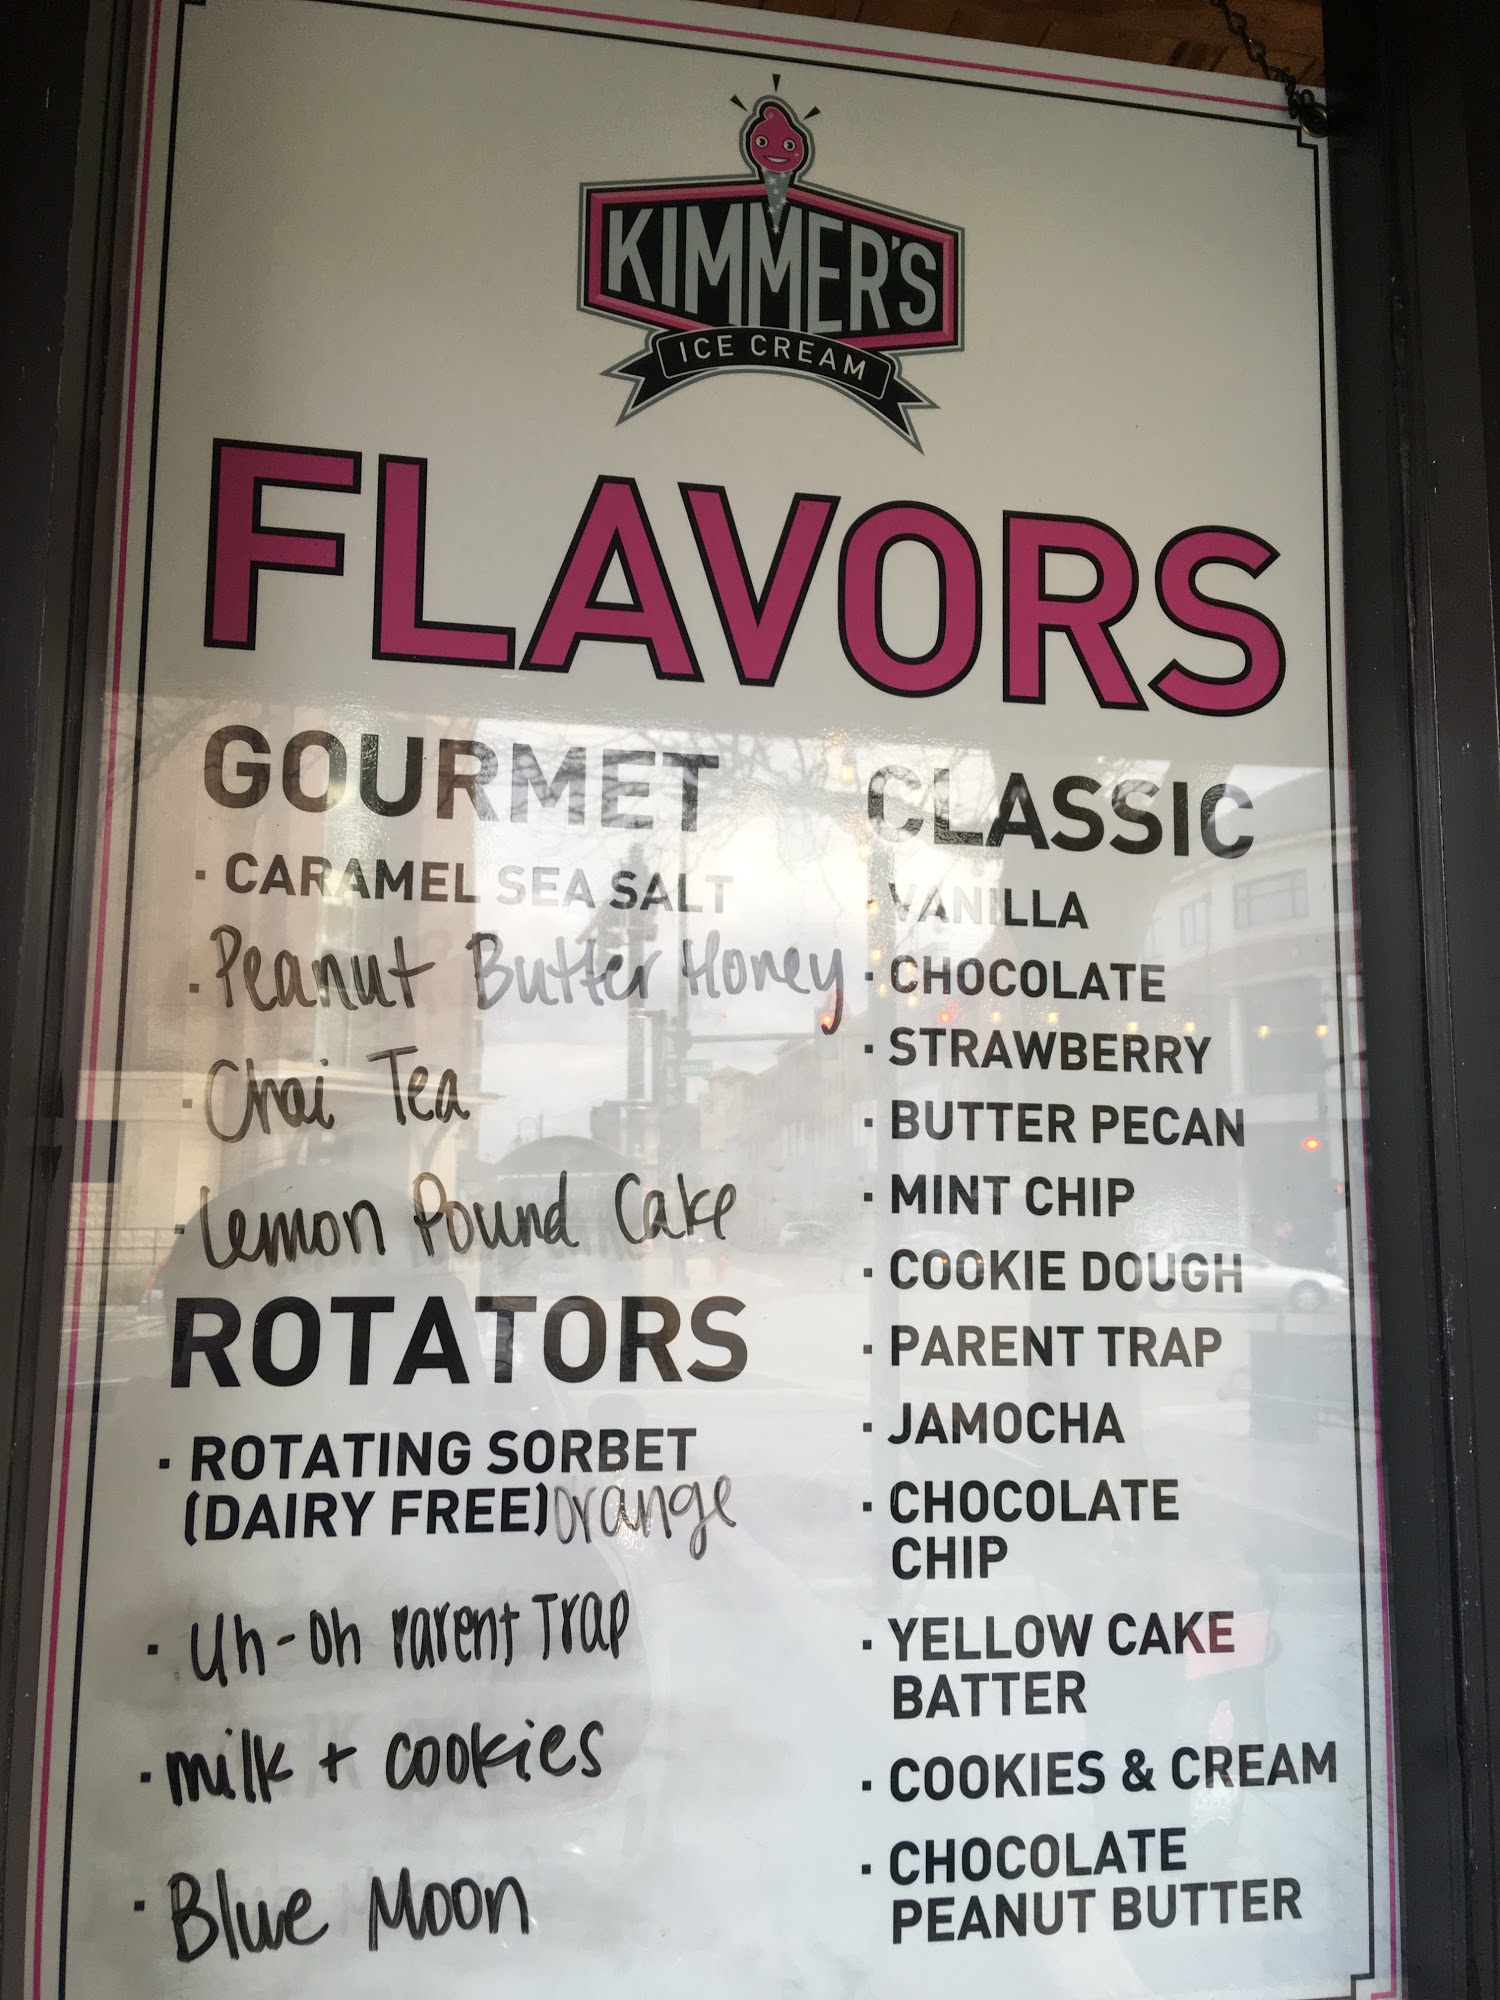 KIMMER'S
ICE CREAM
FLAVORS
GOURMET
· CARAMEL SEA SALT
· Peanut Butter Honey
· Chai Tea
· Lemon Pound Cake
ROTATORS
· ROTATING SORBET
(DAIRY FREE) orange
· uh-oh Parent Trap
· milk + cookies
· Blue Moon
CLASSIC
· VANILLA
· CHOCOLATE
· STRAWBERRY
· BUTTER PECAN
· MINT CHIP
· COOKIE DOUGH
· PARENT TRAP
· JAMOCHA
· CHOCOLATE
CHIP
· YELLOW CAKE
BATTER
· COOKIES & CREAM
· CHOCOLATE
PEANUT BUTTER